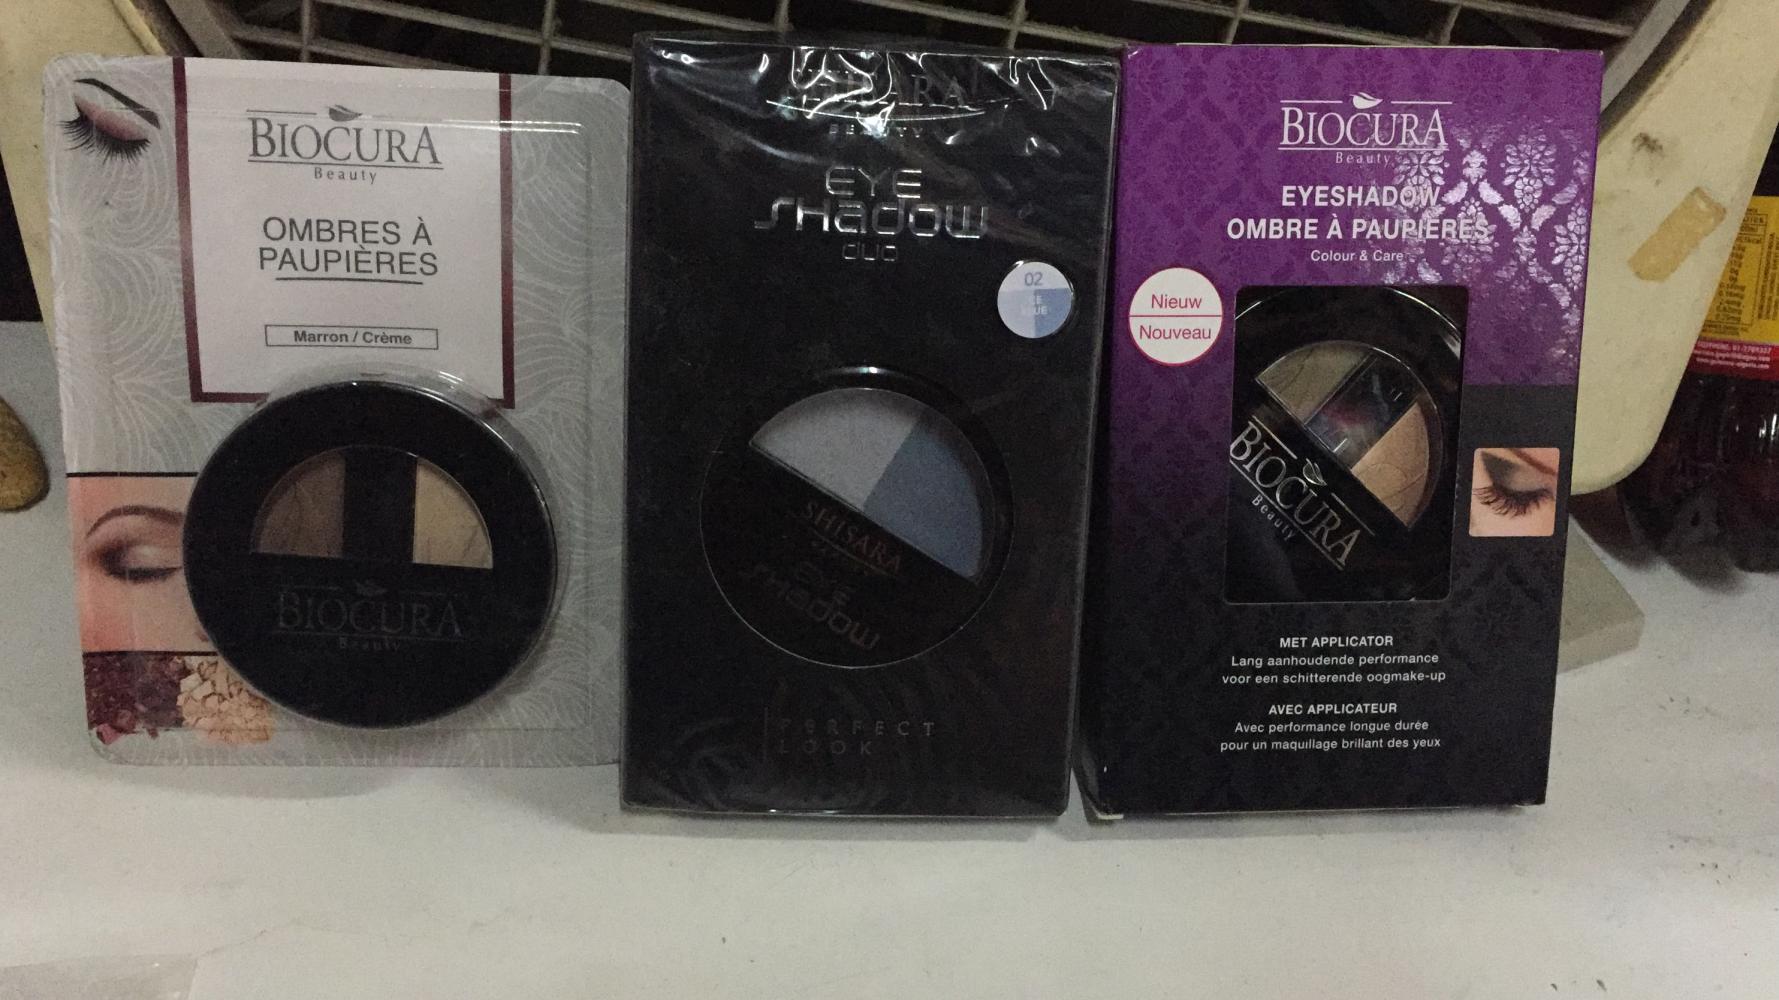 BIOCURA
Beauty
OMBRES À
PAUPIÈRES
Marron / Crème
BIOCURA
Beauty
BEAUTY
EYE
SHADOW
DUO
02
SHISARA
EYE
SHADOW
PERFECT
LOOK
BIOCURA
Beauty
EYESHADOW
OMBRE À PAUPIÈRES
Colour & Care
Nieuw
Nouveau
BIOCURA
Beauty
MET APPLICATOR
Lang aanhoudende performance
voor een schitterende oogmake-up
AVEC APPLICATEUR
Avec performance longue durée
pour un maquillage brillant des yeux